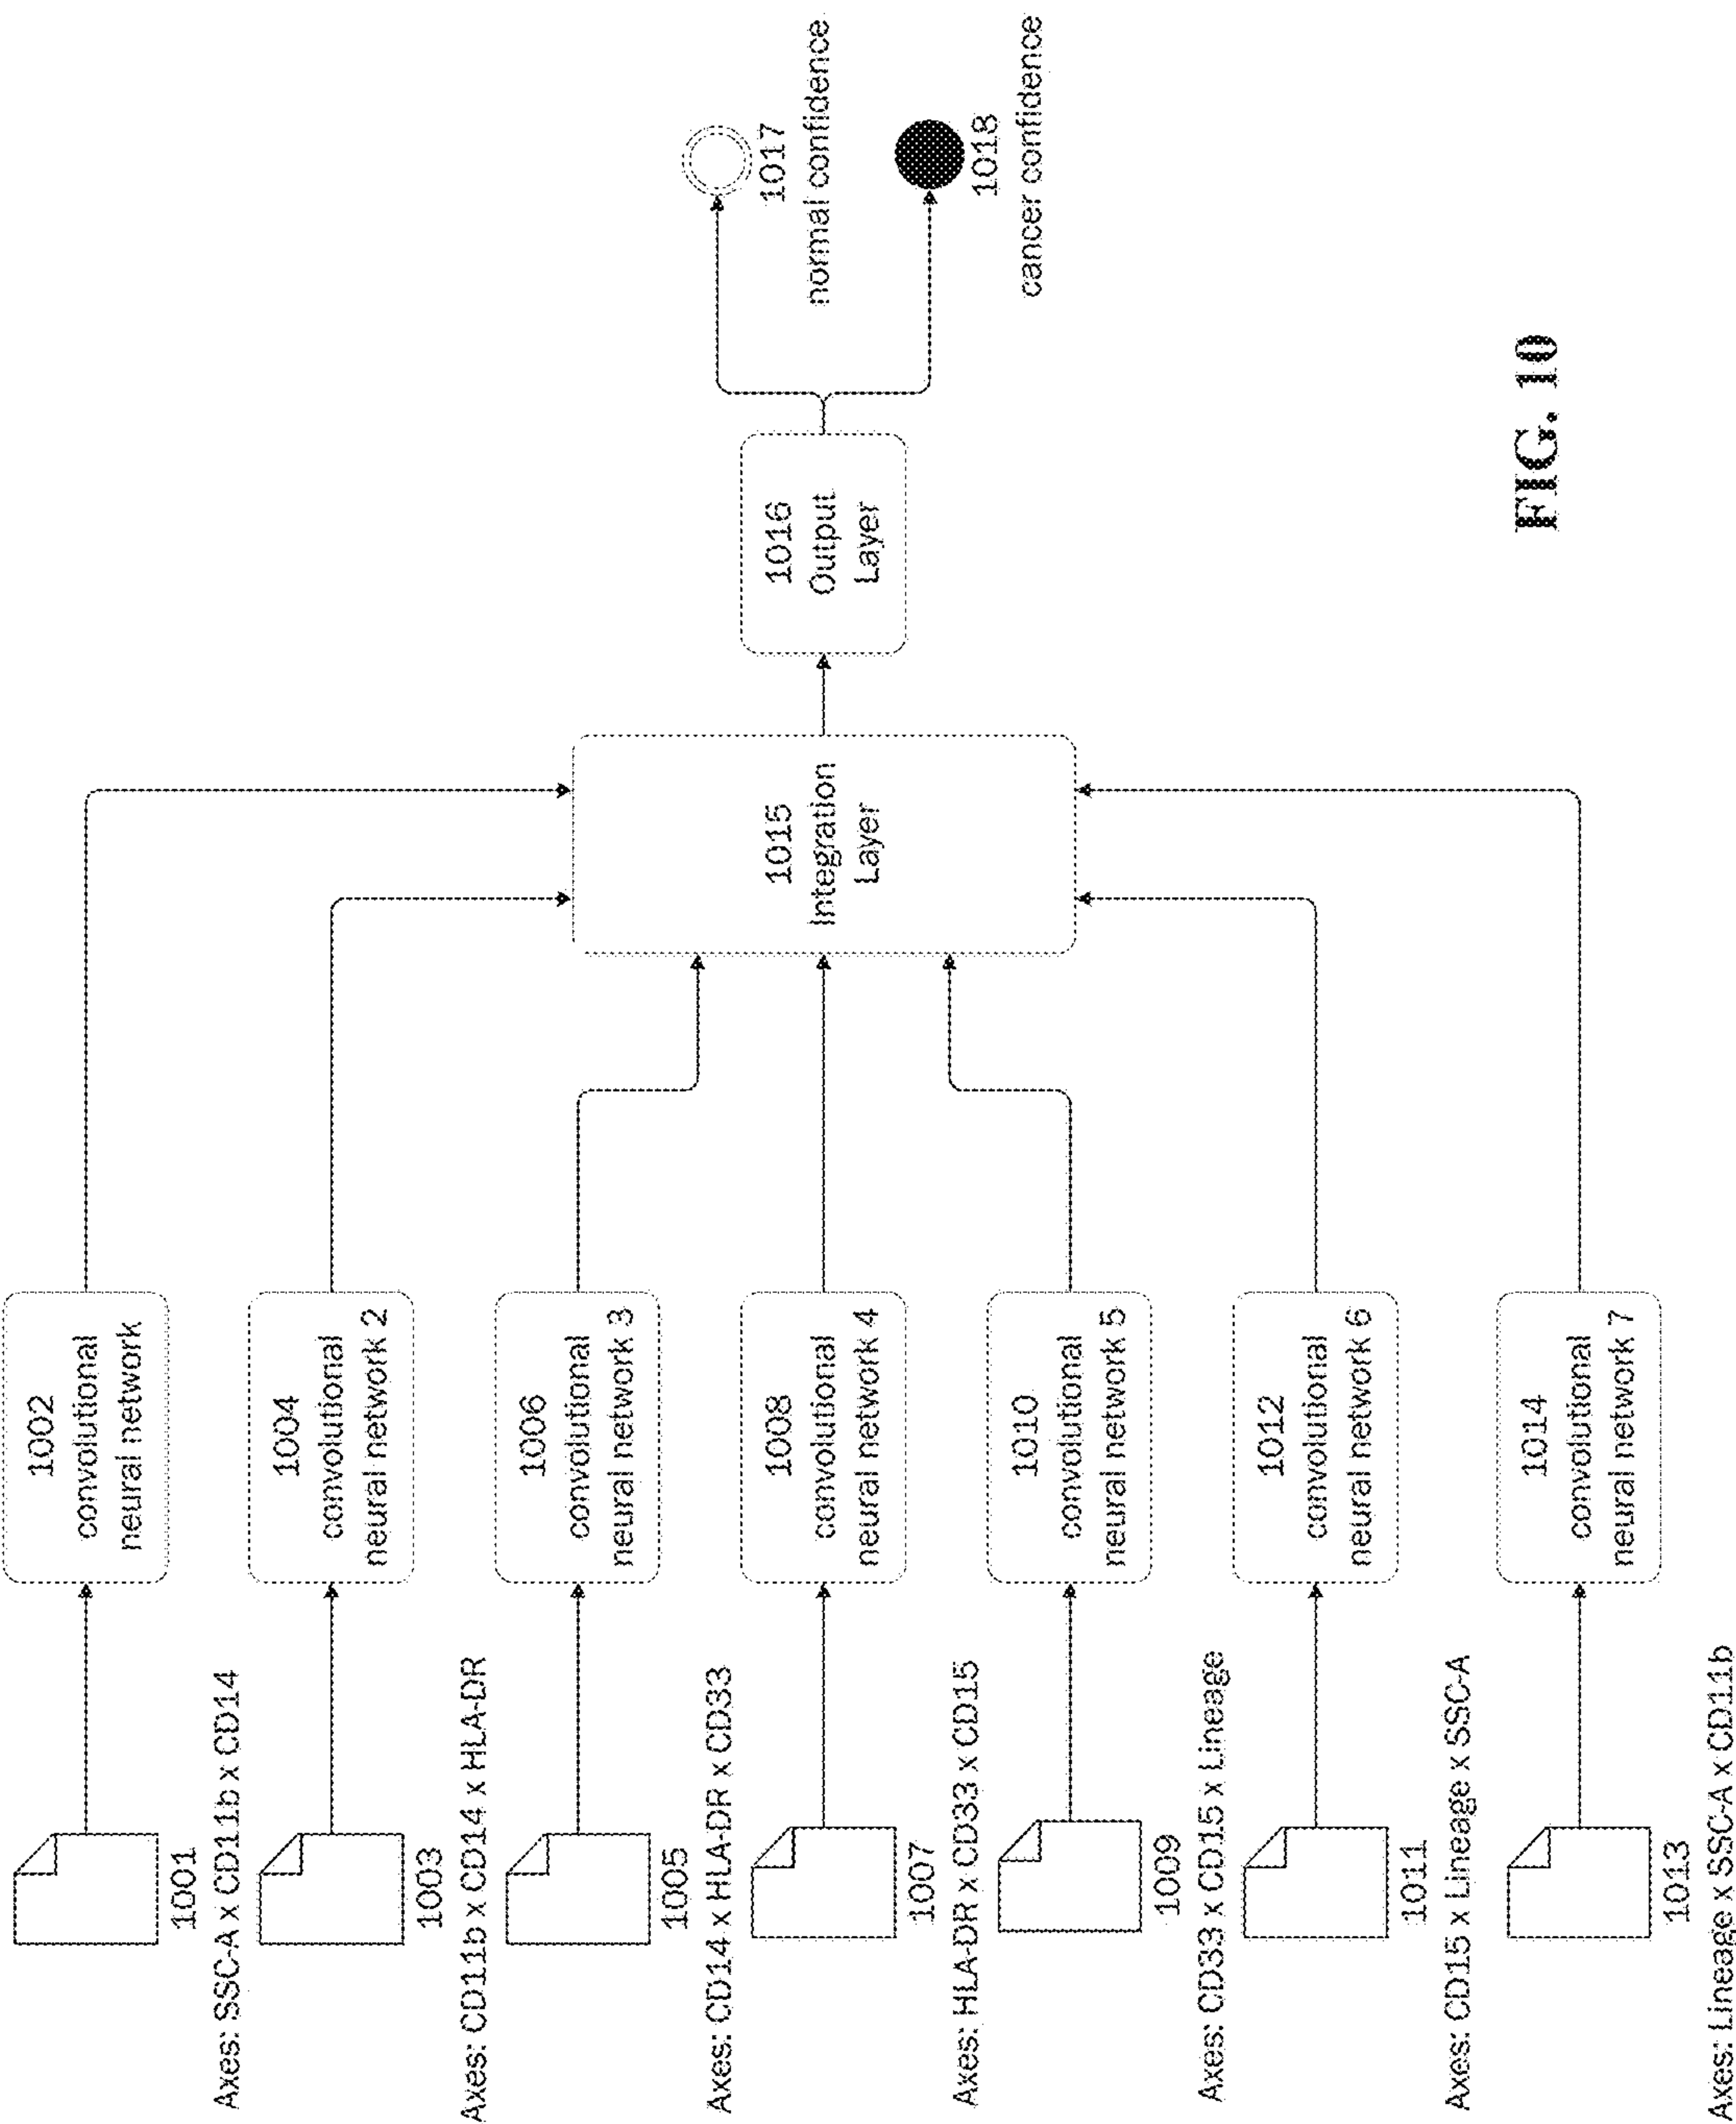 1001
Axes: SSC-A x CD11b x CD14
1002
convolutional
neural network
1003
Axes: CD11b x CD14 x HLA-DR
1004
convolutional
neural network 2
1005
Axes: CD14 x HLA-DR x CD33
1006
convolutional
neural network 3
1007
Axes: HLA-DR x CD33 x CD15
1008
convolutional
neural network 4
1009
Axes: CD33 x CD15 x Lineage
1010
convolutional
neural network 5
1011
Axes: CD15 x Lineage x SSC-A
1012
convolutional
neural network 6
1013
Axes: Lineage x SSC-A x CD11b
1014
convolutional
neural network 7
1015
Integration
Layer
1016
Output
Layer
1017
normal confidence
1018
cancer confidence
FIG. 10